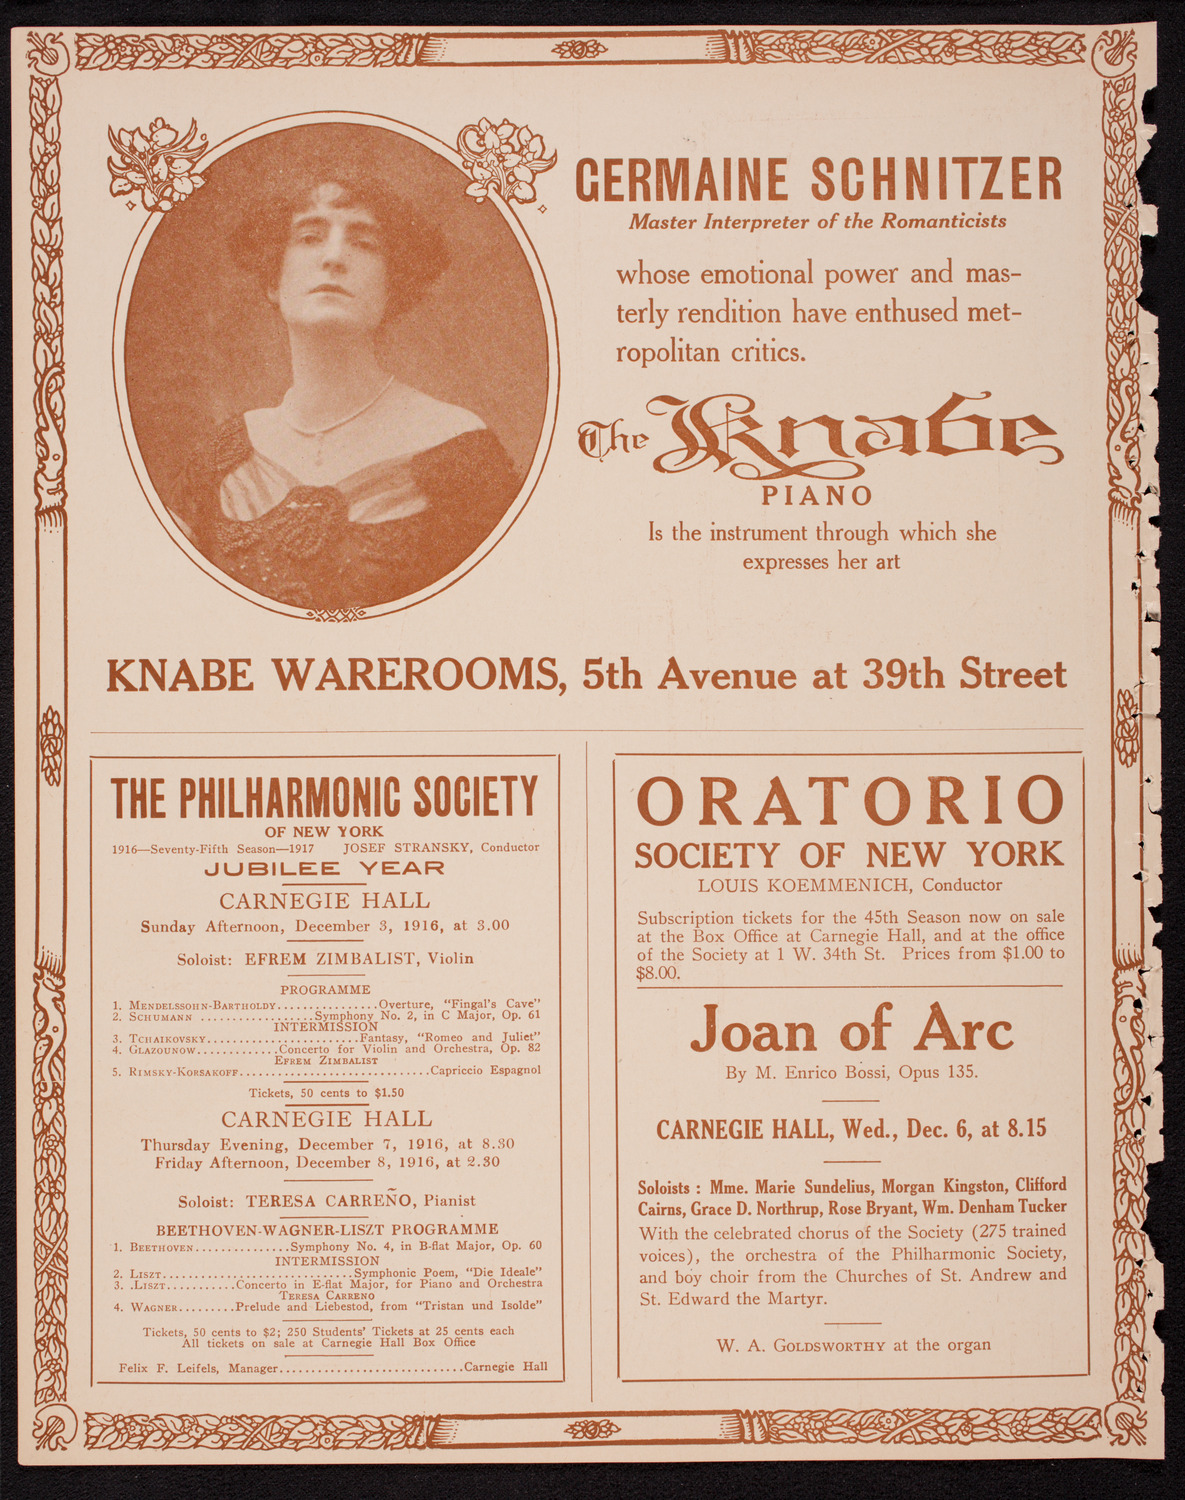 GERMAINE SCHNITZER
Master Interpreter of the Romanticists
whose emotional power and mas-
terly rendition have enthused met-
ropolitan critics.
The Knabe
PIANO
Is the instrument through which she
expresses her art
KNABE WAREROOMS, 5th Avenue at 39th Street
THE PHILHARMONIC SOCIETY
OF NEW YORK
1916—Seventy-Fifth Season—1917 JOSEF STRANSKY, Conductor
JUBILEE YEAR
CARNEGIE HALL
Sunday Afternoon, December 3, 1916, at 3.00
Soloist: EFREM ZIMBALIST, Violin
PROGRAMME
1. MENDELSSOHN-BARTHOLDY...............Overture, "Fingal's Cave"
2. SCHUMANN .................Symphony No. 2, in C Major, Op. 61
INTERMISSION
3. TCHAIKOVSKY.......................Fantasy, "Romeo and Juliet"
4. GLAZOUNOW............Concerto for Violin and Orchestra, Op. 82
EFREM ZIMBALIST
5. RIMSKY-KORSAKOFF............................Capriccio Espagnol
Tickets, 50 cents to $1.50
CARNEGIE HALL
Thursday Evening, December 7, 1916, at 8.30
Friday Afternoon, December 8, 1916, at 2.30
Soloist: TERESA CARREÑO, Pianist
BEETHOVEN-WAGNER-LISZT PROGRAMME
1. BEETHOVEN..............Symphony No. 4, in B-flat Major, Op. 60
INTERMISSION
2. LISZT............................Symphonic Poem, "Die Ideale"
3. .LISZT..........Concerto in E-flat Major, for Piano and Orchestra
TERESA CARRENO
4. WAGNER.........Prelude and Liebestod, from "Tristan und Isolde"
Tickets, 50 cents to $2; 250 Students' Tickets at 25 cents each
All tickets on sale at Carnegie Hall Box Office
Felix F. Leifels, Manager...........................Carnegie Hall
ORATORIO
SOCIETY OF NEW YORK
LOUIS KOEMMENICH, Conductor
Subscription tickets for the 45th Season now on sale
at the Box Office at Carnegie Hall, and at the office
of the Society at 1 W. 34th St. Prices from $1.00 to
$8.00.
Joan of Arc
By M. Enrico Bossi, Opus 135.
CARNEGIE HALL, Wed., Dec. 6, at 8.15
Soloists : Mme. Marie Sundelius, Morgan Kingston, Clifford
Cairns, Grace D. Northrup, Rose Bryant, Wm. Denham Tucker
With the celebrated chorus of the Society (275 trained
voices), the orchestra of the Philharmonic Society,
and boy choir from the Churches of St. Andrew and
St. Edward the Martyr.
W. A. GOLDSWORTHY at the organ